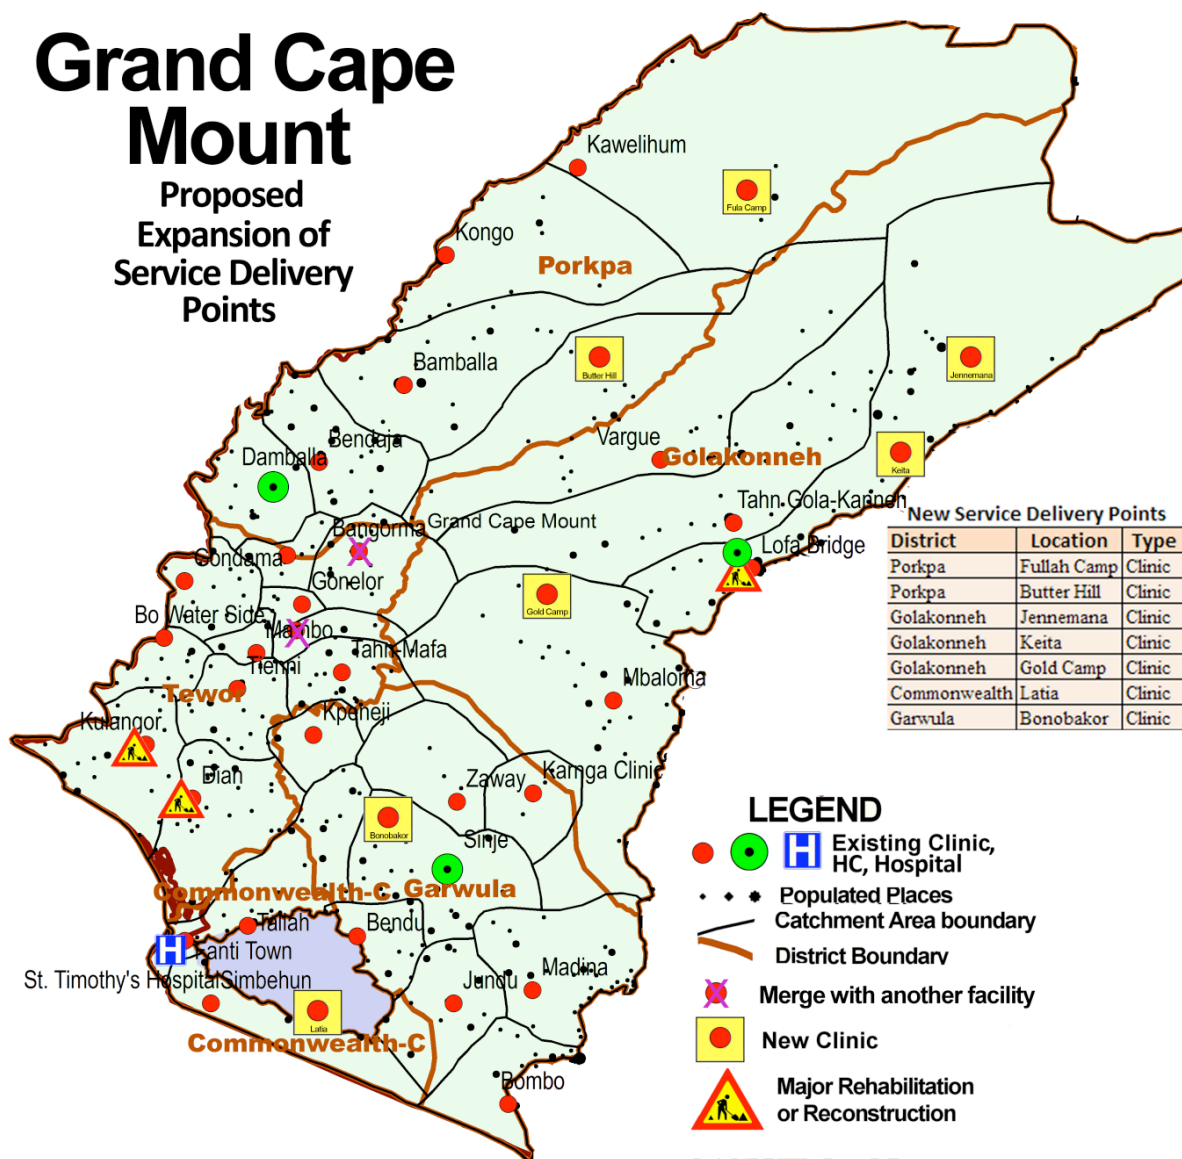 Grand Cape
Mount
Proposed
Expansion of
Service Delivery
Points
Kawelihum
Fula Camp
Kongo
Porkpa
Bamballa
Butter Hill
Jennemana
Vargue
Golakonneh
Keita
Bendaja
Damballa
Tahn Gola-Kanneh
Bangorma
Grand Cape Mount
Lofa Bridge
Gondama
Gonelor
Gold Camp
Bo Water Side
Mambo
Tahn-Mafa
Tienni
Tewor
Mbaloma
Kulangor
Kpeneji
Dian
Zaway
Karnga Clinic
Bonobakor
Sinje
Commonwealth-C
Garwula
Tallah
Bendu
Fanti Town
St. Timothy's Hospital
Simbehun
Jundu
Madina
Latia
Commonwealth-C
Bombo
New Service Delivery Points
District Location Type
Porkpa Fullah Camp Clinic
Porkpa Butter Hill Clinic
Golakonneh Jennemana Clinic
Golakonneh Keita Clinic
Golakonneh Gold Camp Clinic
Commonwealth Latia Clinic
Garwula Bonobakor Clinic
LEGEND
H
H
Existing Clinic,
HC, Hospital
Populated Places
Catchment Area boundary
District Boundary
Merge with another facility
New Clinic
Major Rehabilitation
or Reconstruction